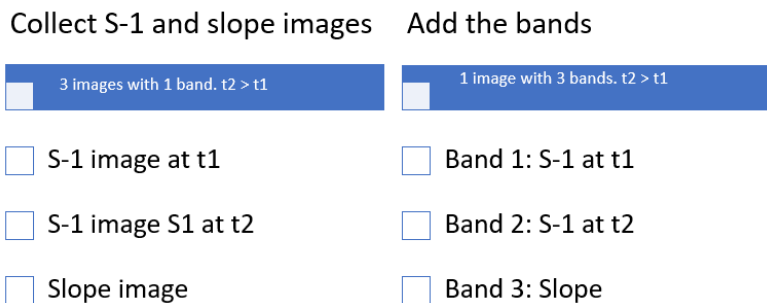 Collect S-1 and slope images
3 images with 1 band. t2 > t1
S-1 image at t1
S-1 image S1 at t2
Slope image
Add the bands
1 image with 3 bands. t2 > t1
Band 1: S-1 at t1
Band 2: S-1 at t2
Band 3: Slope